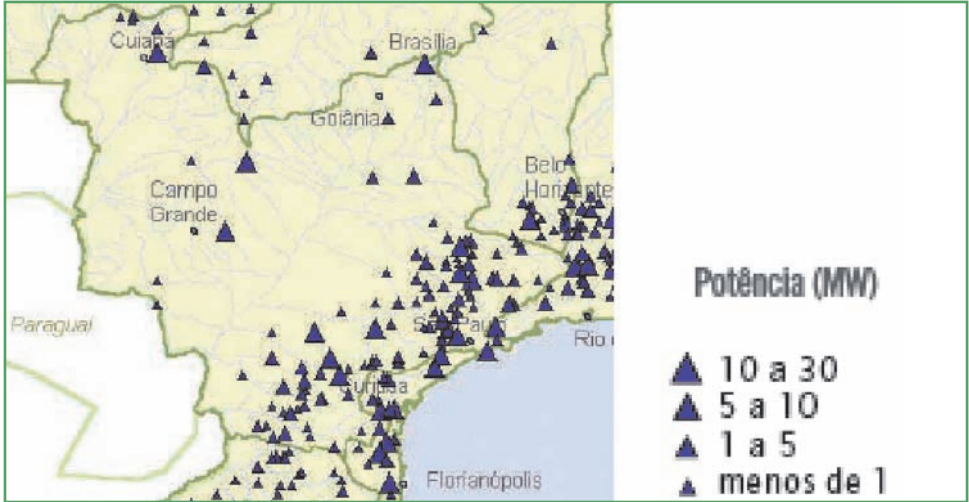 Cuiabá
Brasília
Goiânia
Belo
Horizonte
Campo
Grande
Paraguai
São Paulo
Rio
Curitiba
Florianópolis
Potência (MW)
10 a 30
5 a 10
1 a 5
menos de 1